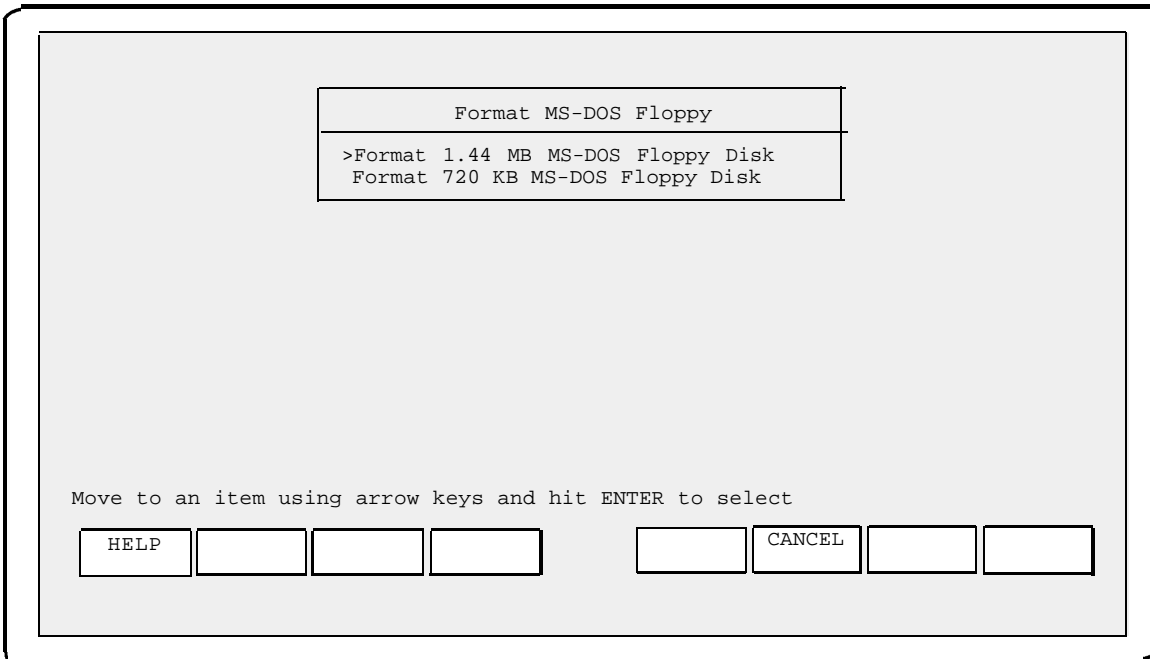 Format MS-DOS Floppy
>Format 1.44 MB MS-DOS Floppy Disk
Format 720 KB MS-DOS Floppy Disk
Move to an item using arrow keys and hit ENTER to select
HELP
CANCEL